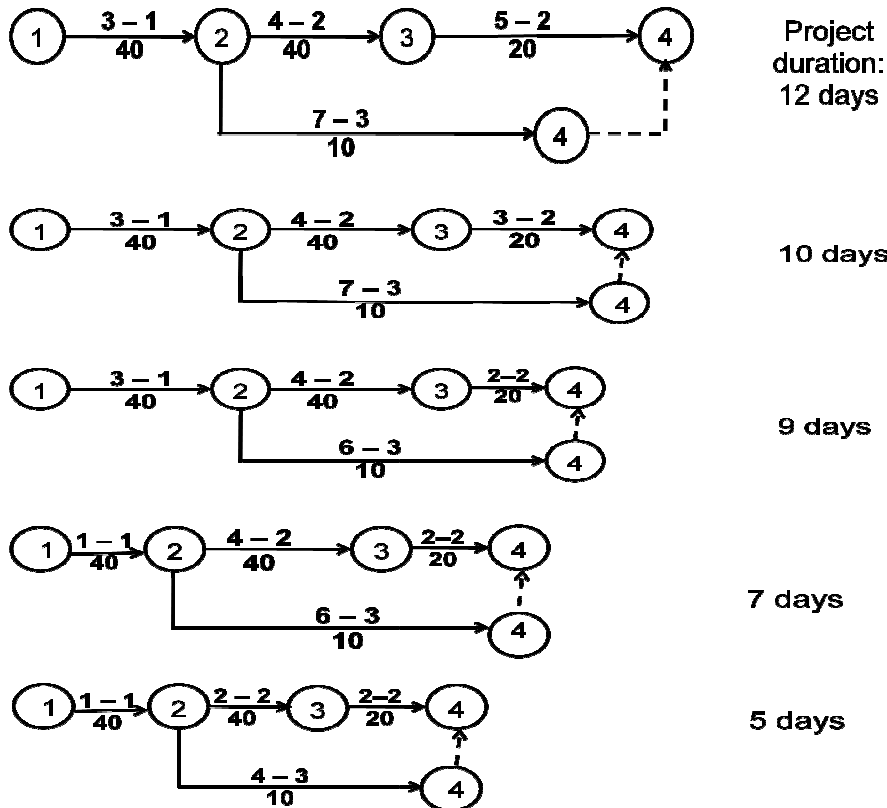 1 3 – 1 2 4 – 2 3 5 – 2 4
40 40 20
Project
duration:
12 days
7 – 3
10
4
1 3 – 1 2 4 – 2 3 3 – 2 4
40 40 20
10 days
7 – 3
10
4
1 3 – 1 2 4 – 2 3 2–2 4
40 40 20
9 days
6 – 3
10
4
1 1 – 1 2 4 – 2 3 2–2 4
40 40 20
7 days
6 – 3
10
4
1 1 – 1 2 2 – 2 3 2–2 4
40 40 20
5 days
4 – 3
10
4